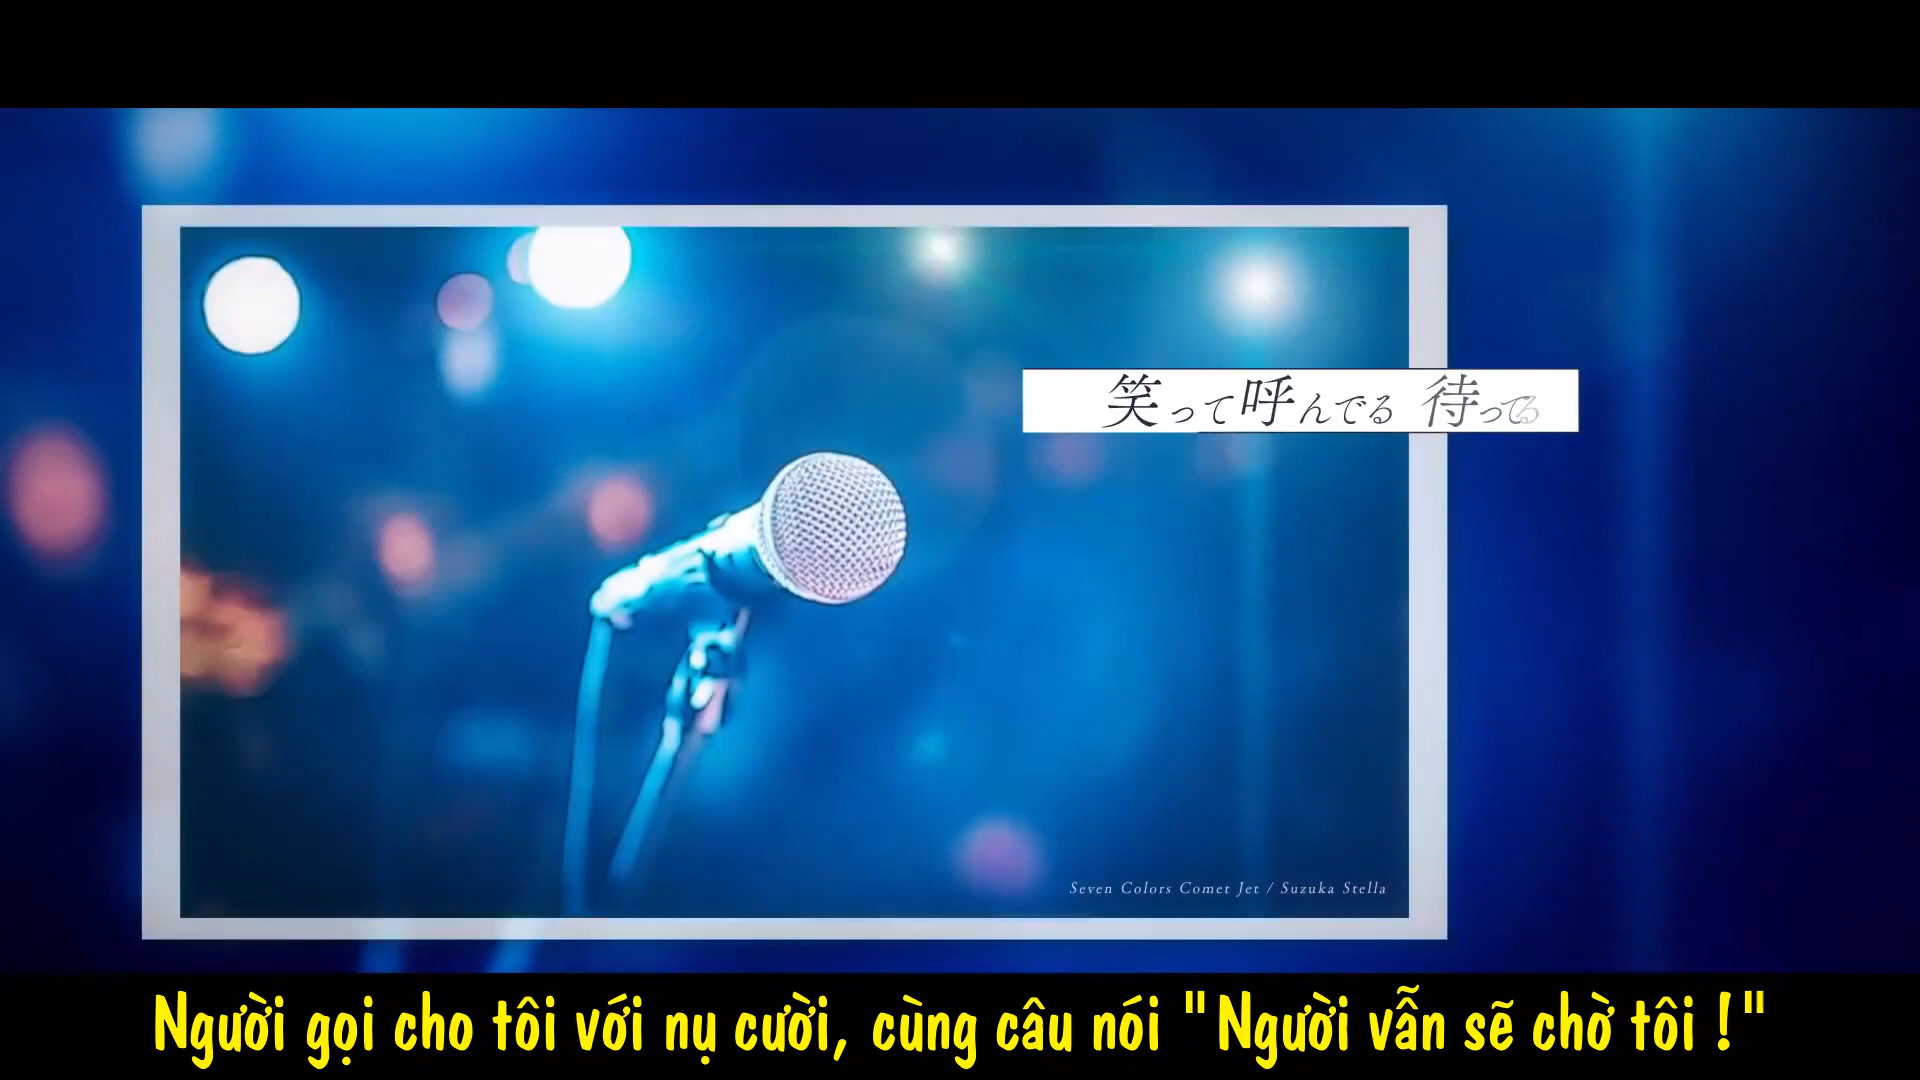 笑って呼んでる 待ってる
Seven Colors Comet Jet / Suzuka Stella
Người gọi cho tôi với nụ cười, cùng câu nói "Người vẫn sẽ chờ tôi !"